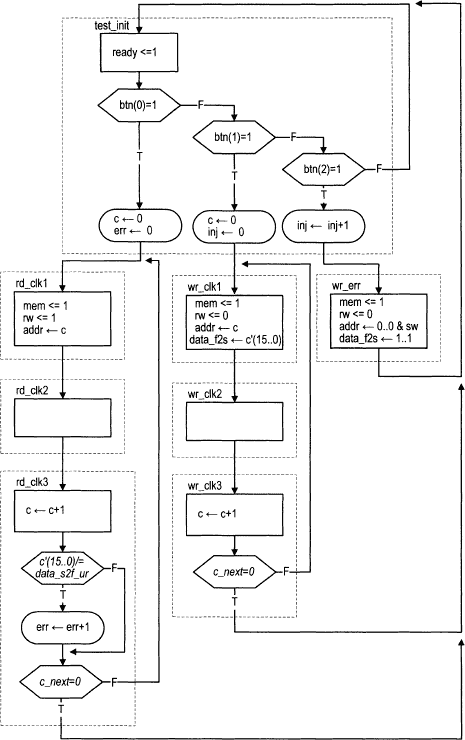 test_init
ready <=1
btn(0)=1
F
btn(1)=1
F
btn(2)=1
F
T
T
T
c ← 0
err ← 0
c ← 0
inj ← 0
inj ← inj+1
rd_clk1
mem <= 1
rw <= 1
addr ← c
wr_clk1
mem <= 1
rw <= 0
addr ← c
data_f2s ← c'(15..0)
wr_err
mem <= 1
rw <= 0
addr ← 0..0 & sw
data_f2s ← 1..1
rd_clk2
wr_clk2
rd_clk3
c ← c+1
wr_clk3
c ← c+1
c'(15..0)/=
data_s2f_ur
F
T
c_next=0
F
T
err ← err+1
c_next=0
F
T